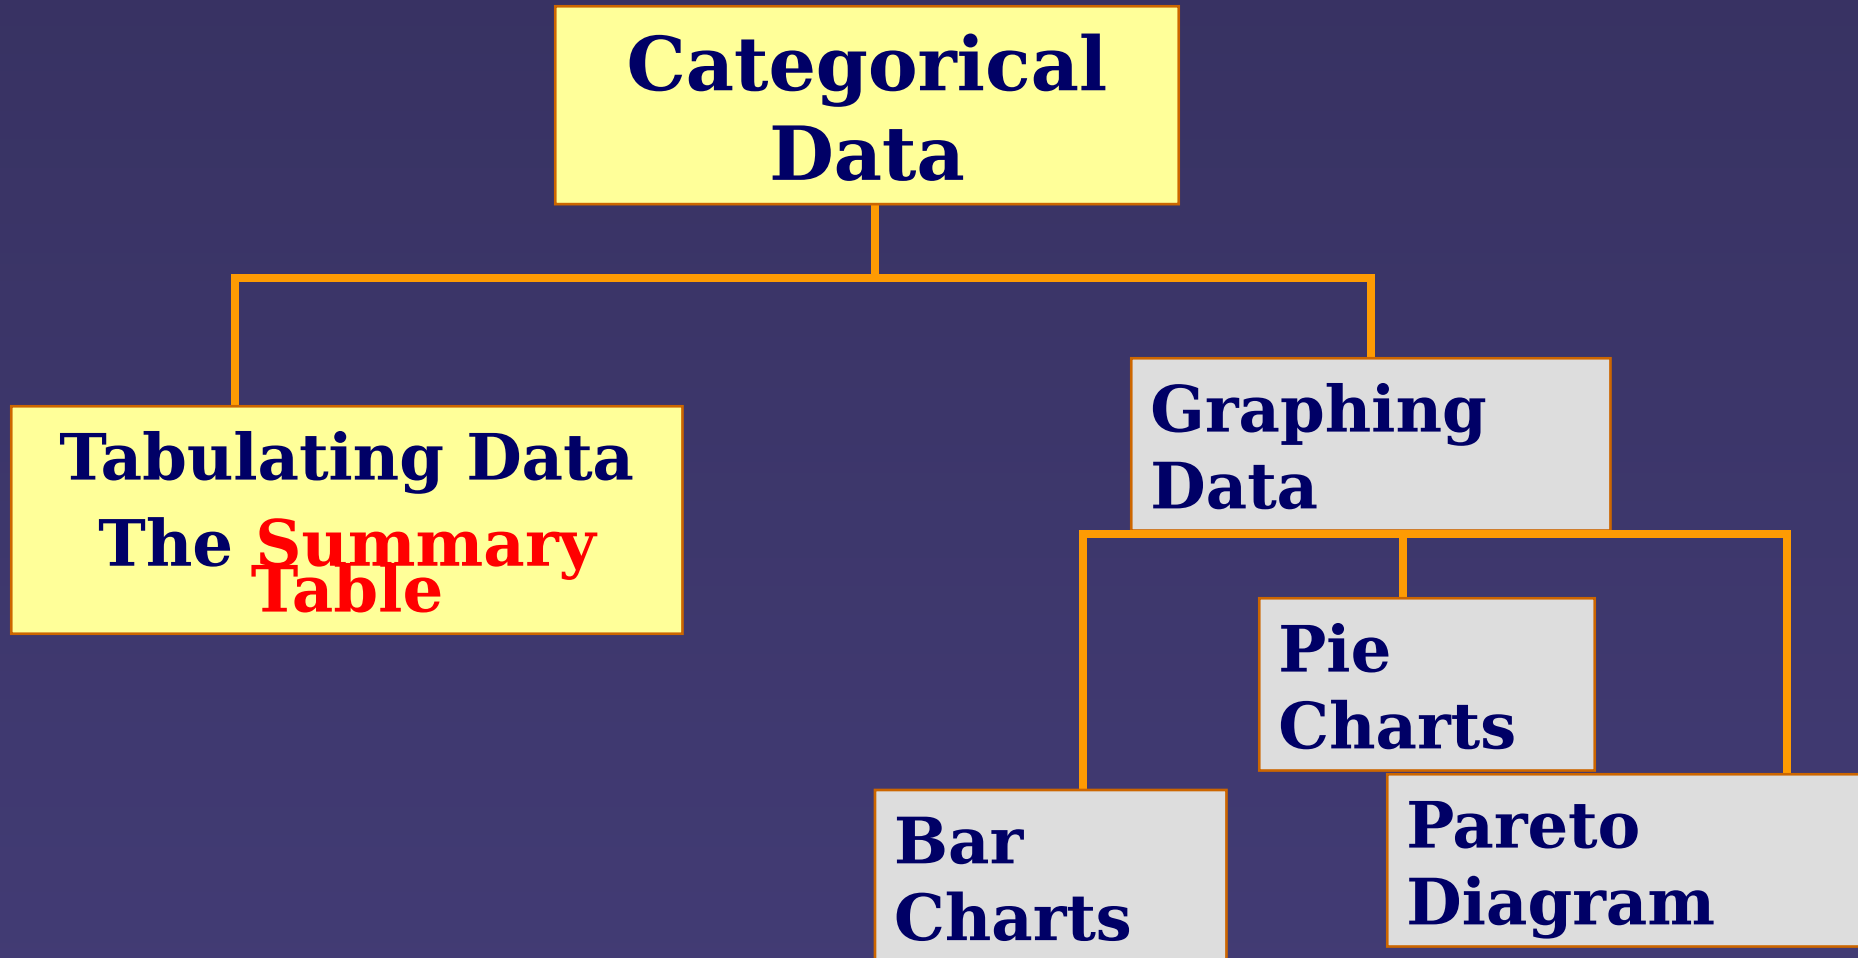 Categorical
Data
Tabulating Data
The Summary
Table
Graphing
Data
Pie
Charts
Bar
Charts
Pareto
Diagram